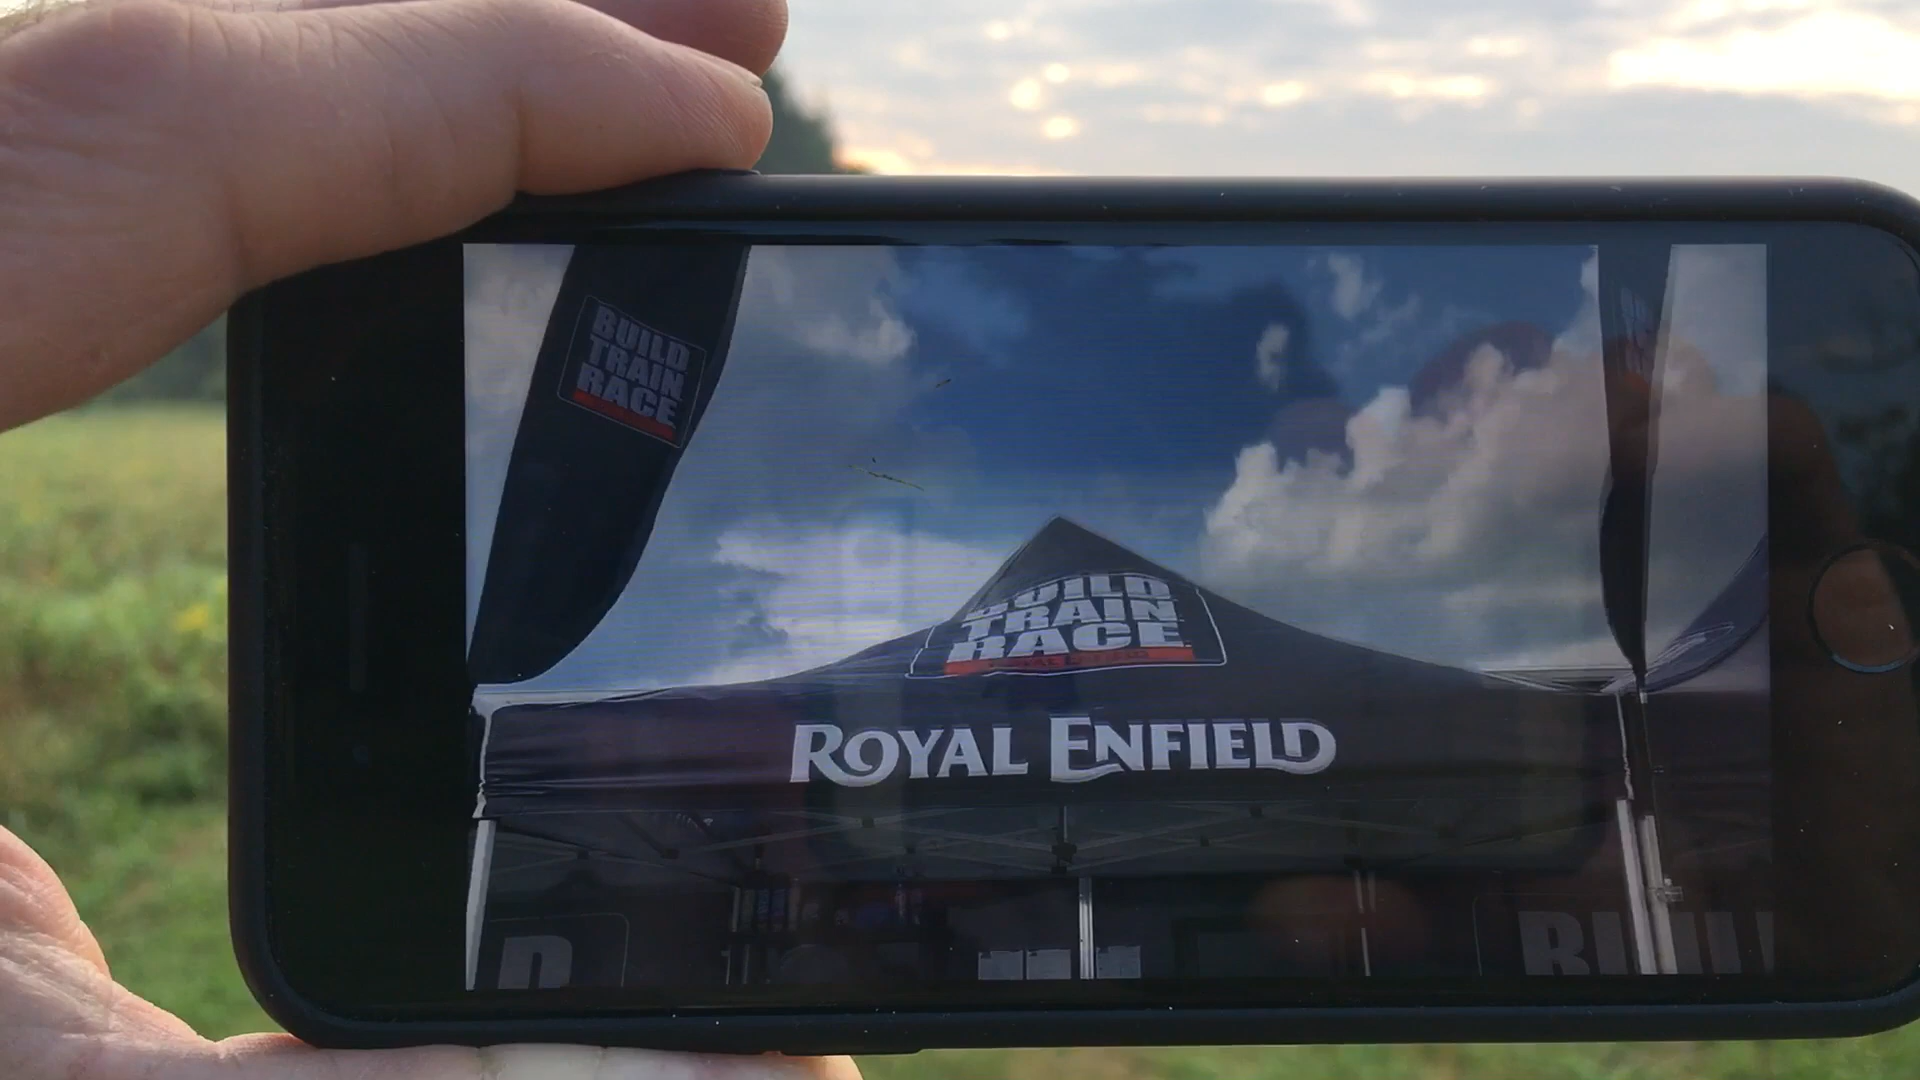 BUILD
TRAIN
RACE
BUILD
TRAIN
RACE
ROYAL ENFIELD